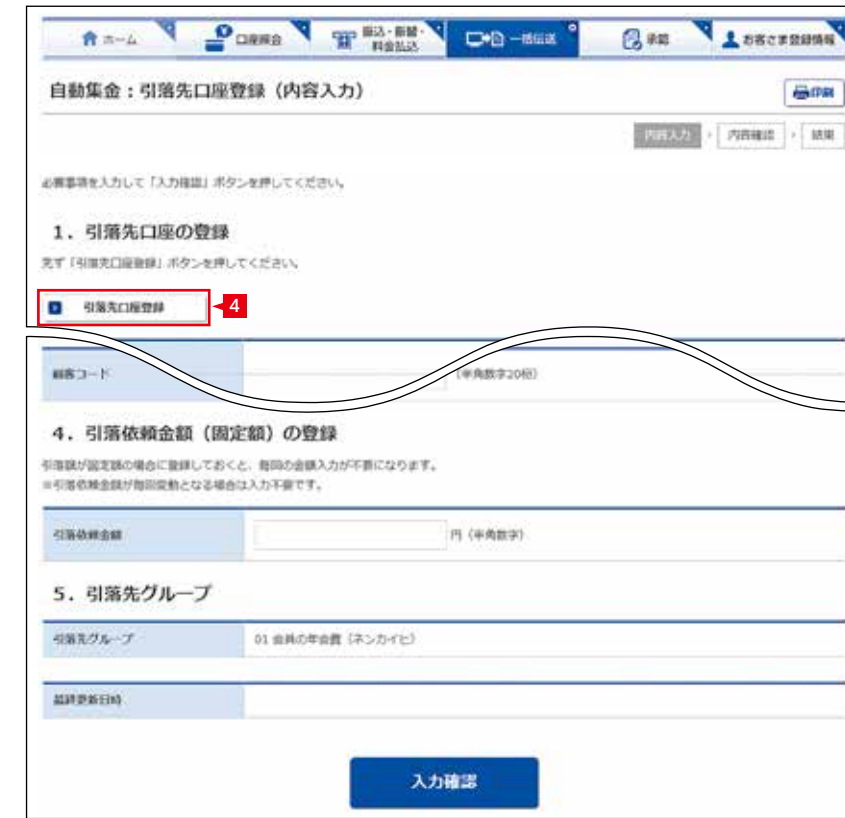 ホーム
口座照会
振込・振替・
料金払込
一括伝送
承認
お客さま登録情報
自動集金：引落先口座登録（内容入力）
印刷
内容入力
内容確認
結果
必要事項を入力して「入力確認」ボタンを押してください。
1．引落先口座の登録
先ず「引落先口座登録」ボタンを押してください。
引落先口座登録
4
顧客コード
（半角数字20桁）
4．引落依頼金額（固定額）の登録
引落額が固定額の場合に登録しておくと、毎回の金額入力が不要になります。
※引落依頼金額が毎回変動となる場合は入力不要です。
引落依頼金額
円（半角数字）
5．引落先グループ
引落先グループ
01 会員の年会費（ネンカイヒ）
最終更新日時
入力確認